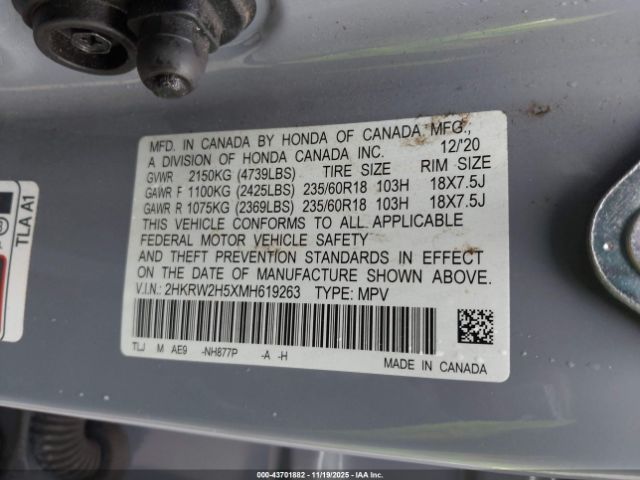 MFD. IN CANADA BY HONDA OF CANADA MFG.,
A DIVISION OF HONDA CANADA INC. 12/'20
GVWR 2150KG (4739LBS) TIRE SIZE RIM SIZE
GAWR F 1100KG (2425LBS) 235/60R18 103H 18X7.5J
GAWR R 1075KG (2369LBS) 235/60R18 103H 18X7.5J
THIS VEHICLE CONFORMS TO ALL APPLICABLE
FEDERAL MOTOR VEHICLE SAFETY
AND THEFT PREVENTION STANDARDS IN EFFECT
ON THE DATE OF MANUFACTURE SHOWN ABOVE.
V.I.N.: 2HKRW2H5XMH619263 TYPE: MPV
TLJ M AE9 -NH877P -A -H
MADE IN CANADA
TLA A1
000-43701882 | 11/19/2025 | IAA Inc.